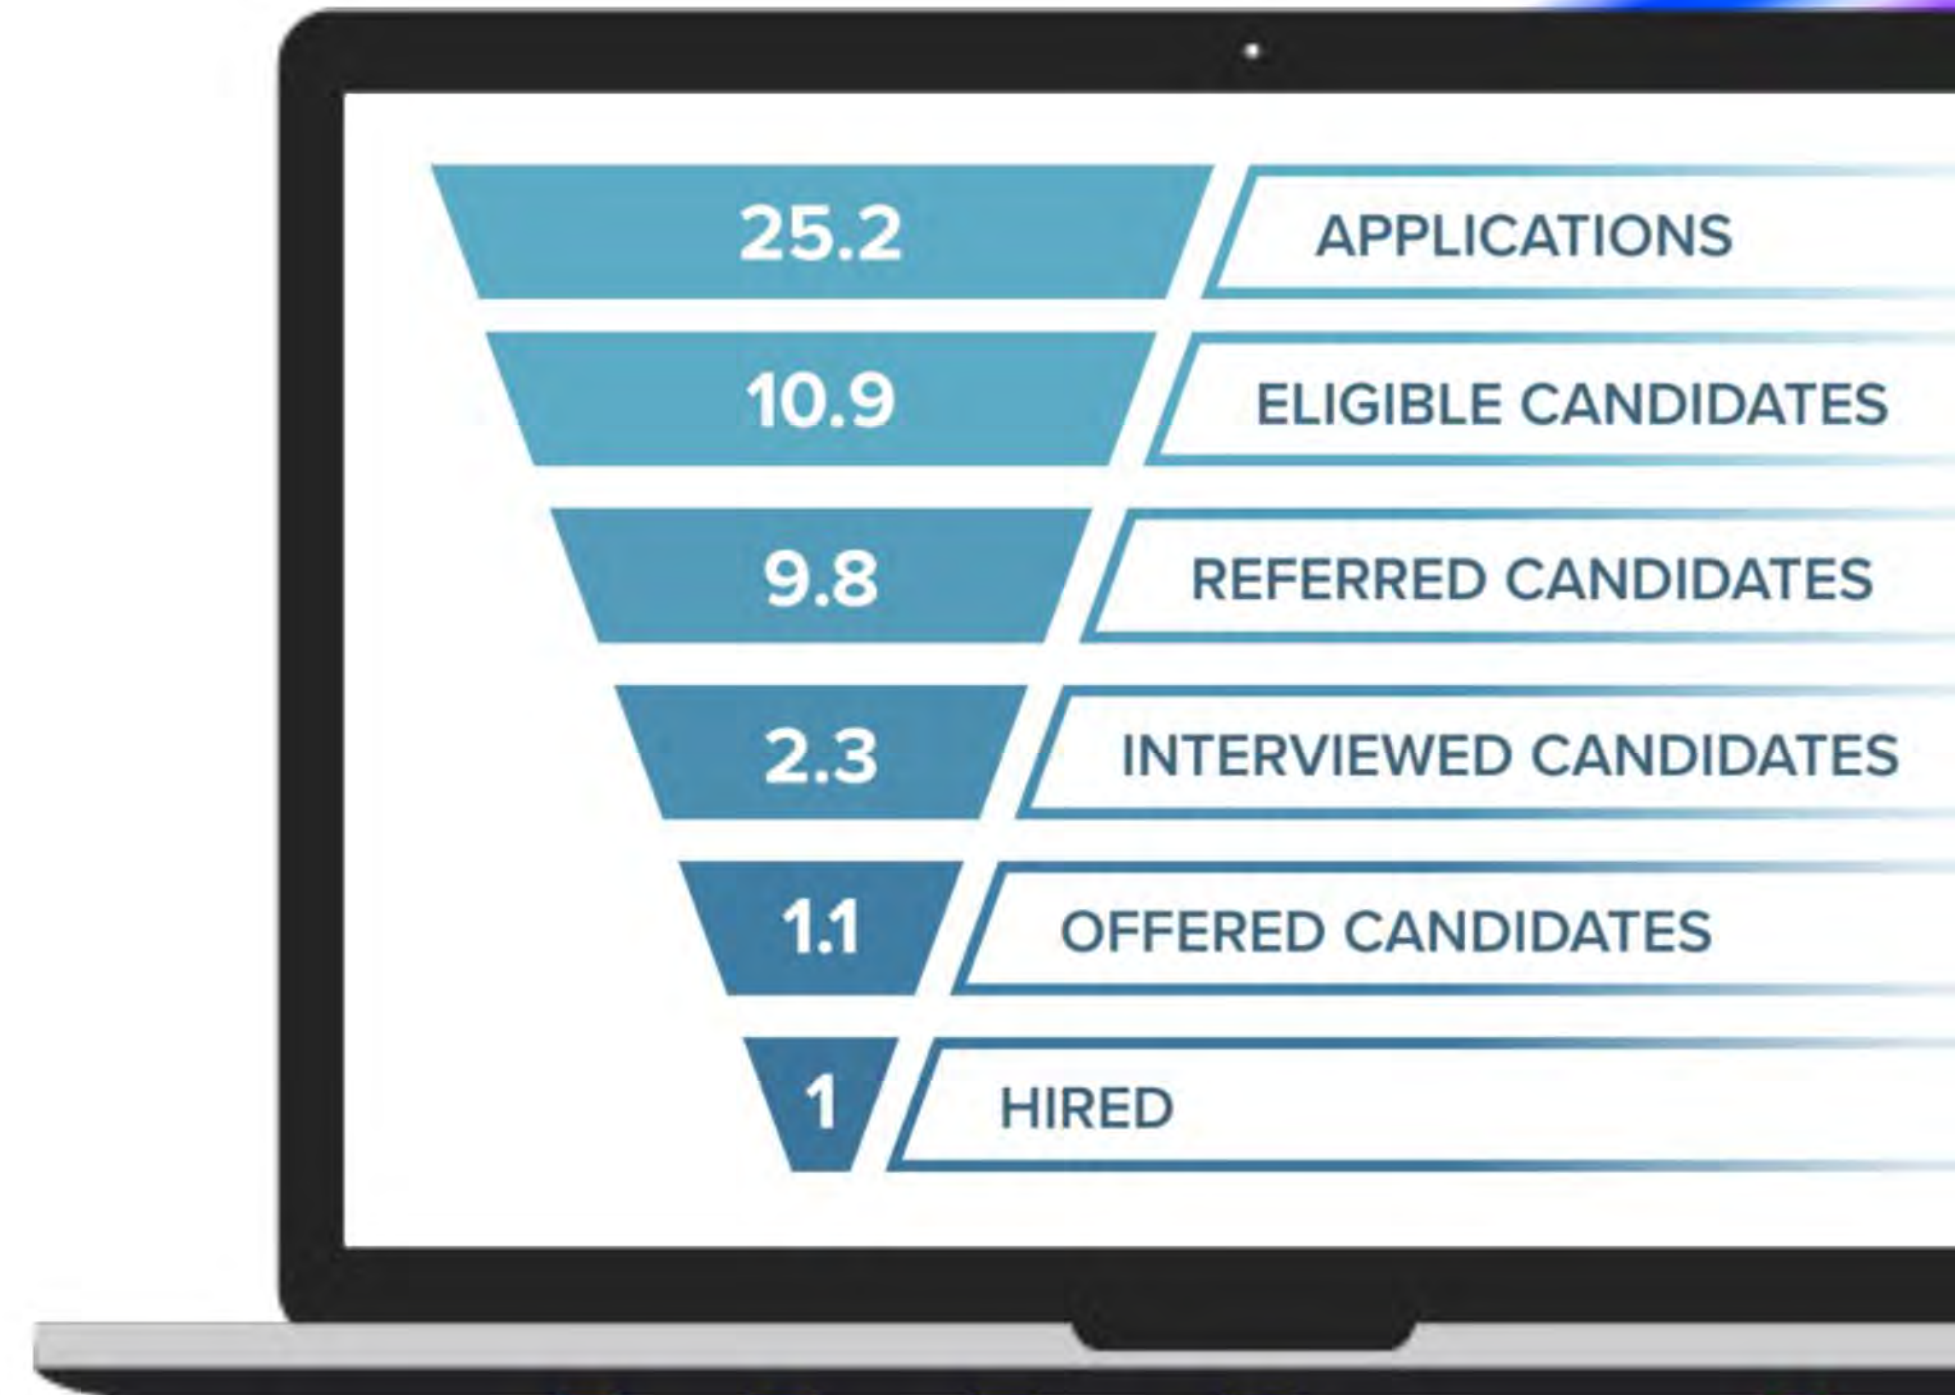 25.2 APPLICATIONS
10.9 ELIGIBLE CANDIDATES
9.8 REFERRED CANDIDATES
2.3 INTERVIEWED CANDIDATES
1.1 OFFERED CANDIDATES
1 HIRED